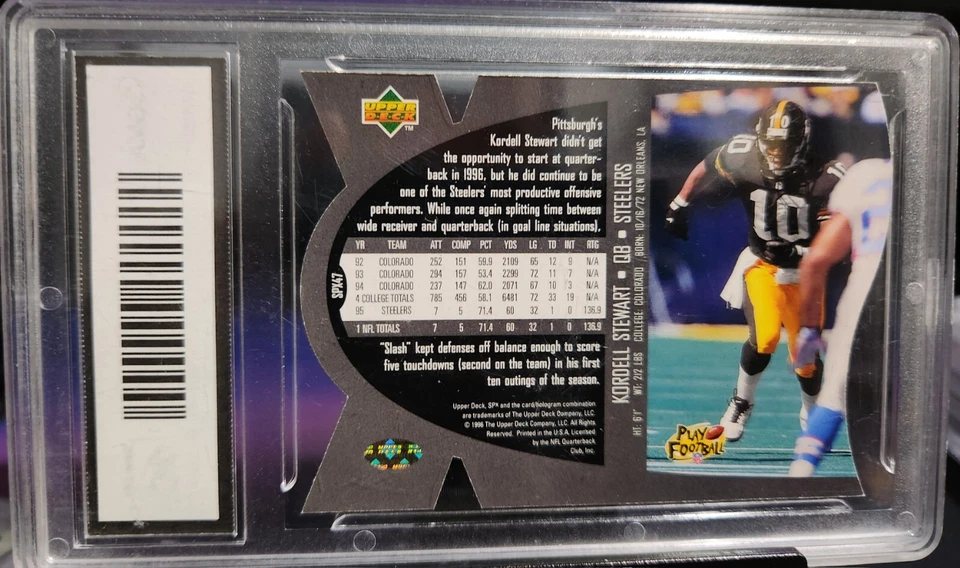 UPPER
DECK
TM
Pittsburgh's
Kordell Stewart didn't get
the opportunity to start at quarter-
back in 1996, but he did continue to be
one of the Steelers' most productive offensive
performers. While once again splitting time between
wide receiver and quarterback (in goal line situations),
SPX47
YR TEAM ATT COMP PCT YDS LG TD INT RTG
92 COLORADO 252 151 59.9 2109 65 12 9 N/A
93 COLORADO 294 157 53.4 2299 72 11 7 N/A
94 COLORADO 237 147 62.0 2071 67 10 3 N/A
4 COLLEGE TOTALS 785 456 58.1 6481 72 33 19 N/A
95 STEELERS 7 5 71.4 60 32 1 0 136.9
1 NFL TOTALS 7 5 71.4 60 32 1 0 136.9
"Slash" kept defenses off balance enough to score
five touchdowns (second on the team) in his first
ten outings of the season.
Upper Deck, SPx and the card/hologram combination
are trademarks of The Upper Deck Company, LLC.
© 1996 The Upper Deck Company, LLC. All Rights
Reserved. Printed in the U.S.A. Licensed
by the NFL Quarterback
Club, Inc.
KORDELL STEWART • QB • STEELERS
HT: 6'1" WT: 212 LBS COLLEGE: COLORADO BORN: 10/16/72 NEW ORLEANS, LA
10
10
10
PLAY
FOOTBALL